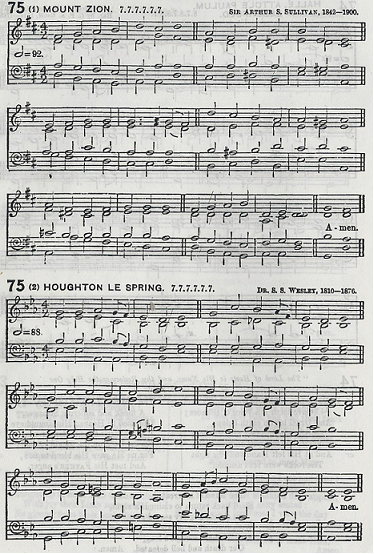 75 (1) MOUNT ZION. 7.7.7.7.7.7. SIR ARTHUR S. SULLIVAN, 1842—1900.
𝅗𝅥=92.
A - men.
75 (2) HOUGHTON LE SPRING. 7.7.7.7.7.7. DR. S. S. WESLEY, 1810—1876.
𝅗𝅥=88.
A - men.